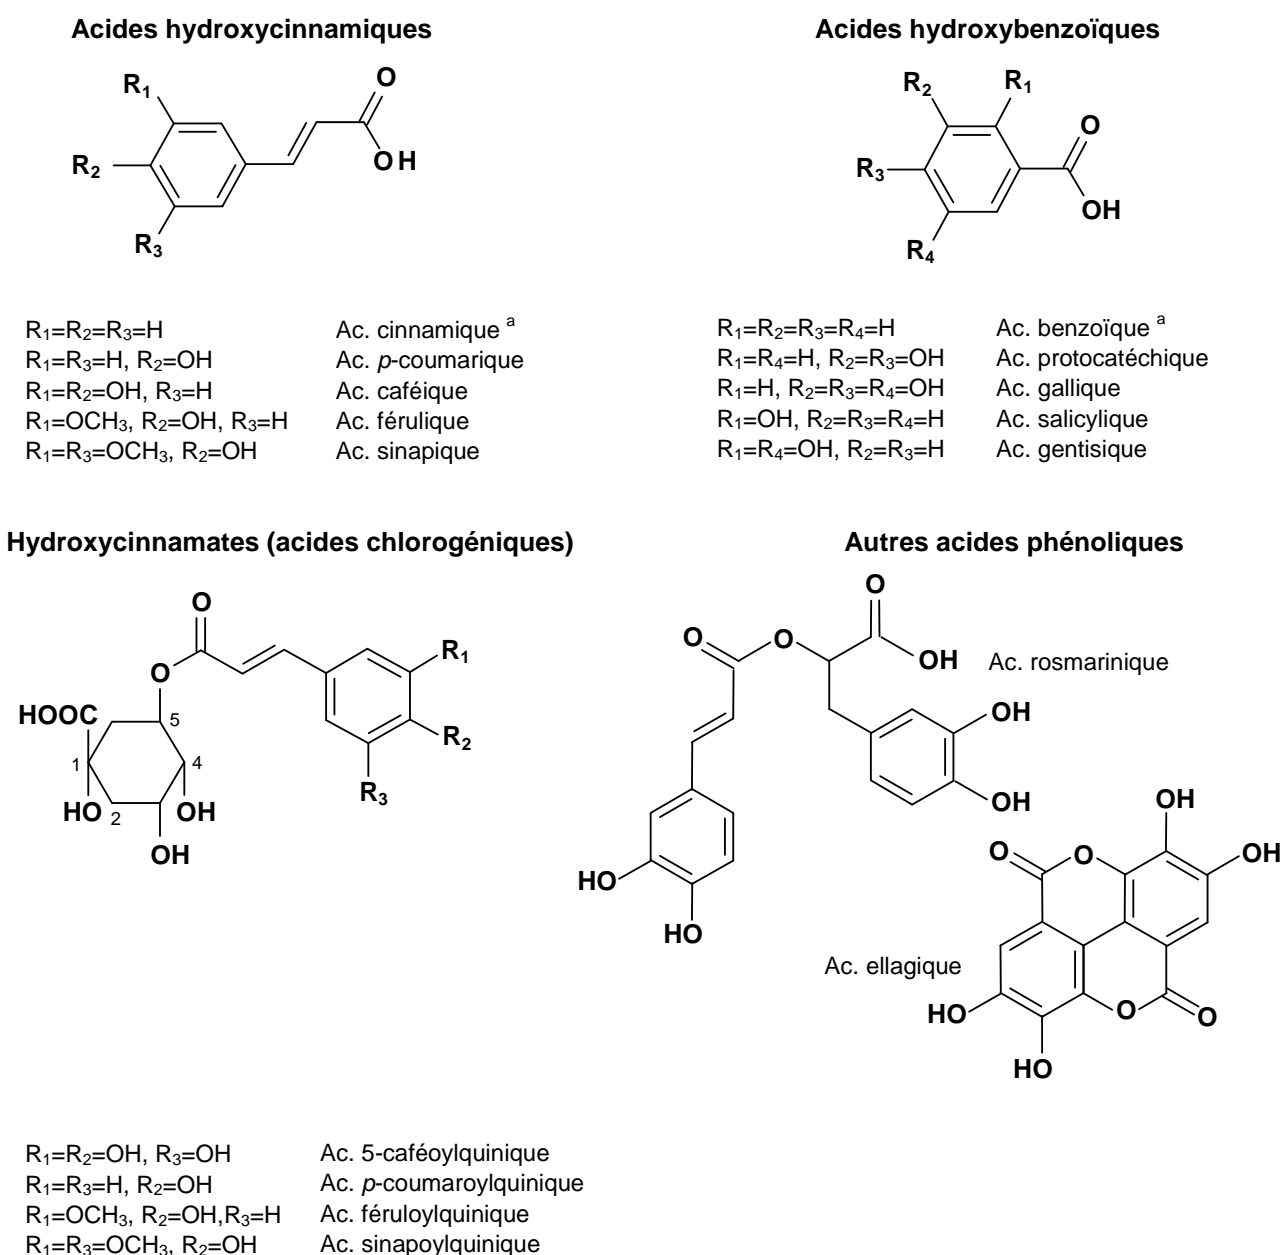 Acides hydroxycinnamiques
R1
O
R2
OH
R3
R1=R2=R3=H Ac. cinnamique a
R1=R3=H, R2=OH Ac. p-coumarique
R1=R2=OH, R3=H Ac. caféique
R1=OCH3, R2=OH, R3=H Ac. férulique
R1=R3=OCH3, R2=OH Ac. sinapique
Acides hydroxybenzoïques
R2 R1
O
R3
OH
R4
R1=R2=R3=R4=H Ac. benzoïque a
R1=R4=H, R2=R3=OH Ac. protocatéchique
R1=H, R2=R3=R4=OH Ac. gallique
R1=OH, R2=R3=R4=H Ac. salicylique
R1=R4=OH, R2=R3=H Ac. gentisique
Hydroxycinnamates (acides chlorogéniques)
O
R1
O
HOOC
5
R2
1
4
R3
HO 2 OH
OH
R1=R2=OH, R3=OH Ac. 5-caféoylquinique
R1=R3=H, R2=OH Ac. p-coumaroylquinique
R1=OCH3, R2=OH,R3=H Ac. féruloylquinique
R1=R3=OCH3, R2=OH Ac. sinapoylquinique
Autres acides phénoliques
O
O O
OH Ac. rosmarinique
OH
OH
HO
HO
OH
O O OH
Ac. ellagique
HO O O
HO